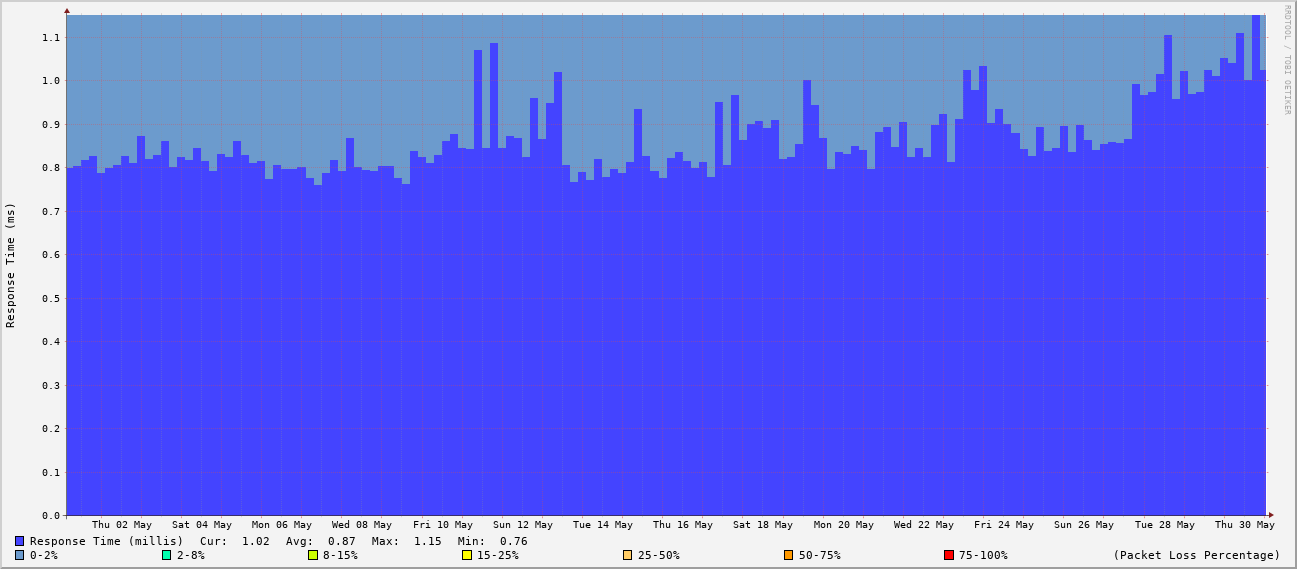 RRDTOOL / TOBI OETIKER
Response Time (ms)
1.1
1.0
0.9
0.8
0.7
0.6
0.5
0.4
0.3
0.2
0.1
0.0
Thu 02 May Sat 04 May Mon 06 May Wed 08 May Fri 10 May Sun 12 May Tue 14 May Thu 16 May Sat 18 May Mon 20 May Wed 22 May Fri 24 May Sun 26 May Tue 28 May Thu 30 May
Response Time (millis) Cur: 1.02 Avg: 0.87 Max: 1.15 Min: 0.76
0-2% 2-8% 8-15% 15-25% 25-50% 50-75% 75-100% (Packet Loss Percentage)